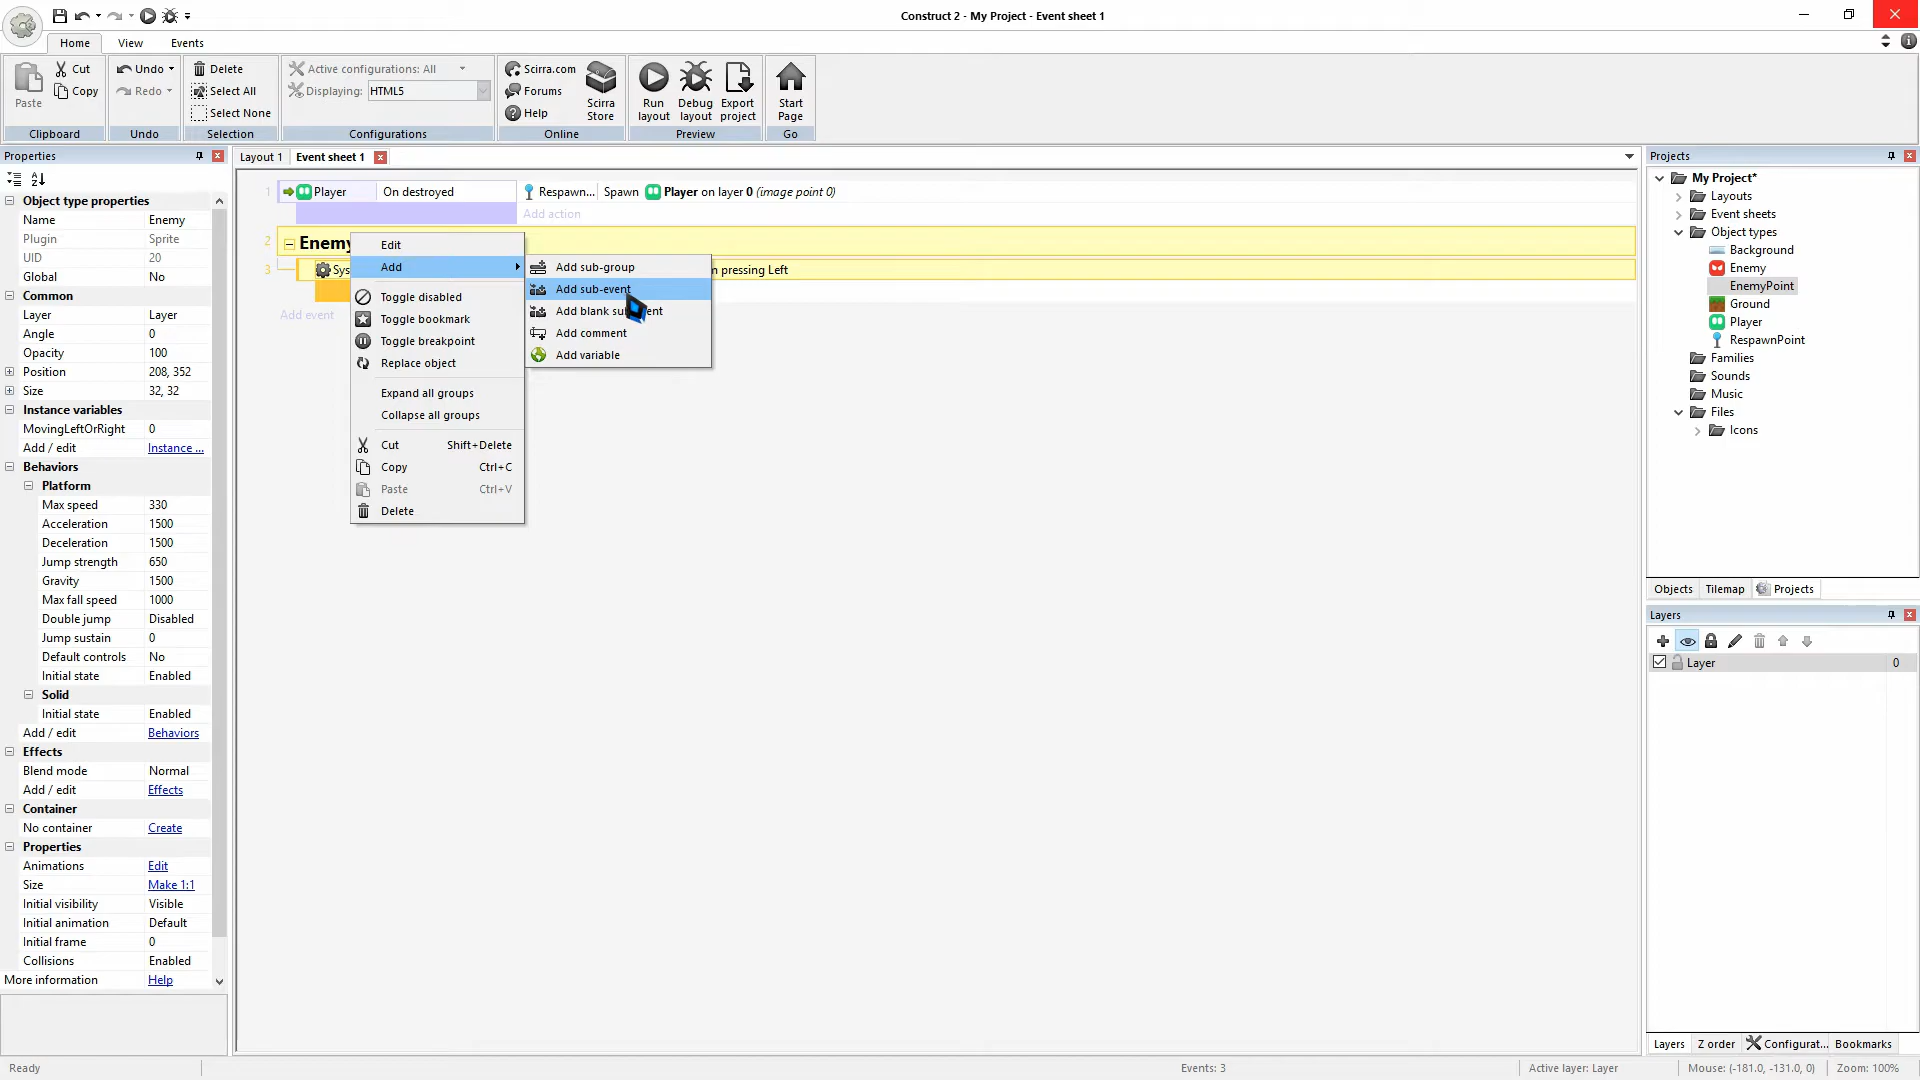 Construct 2 - My Project - Event sheet 1
Home View Events
Paste Cut Copy Clipboard
Undo Redo Undo
Delete Select All Select None Selection
Active configurations: All
Displaying: HTML5
Configurations
Scirra.com Forums Help Scirra Store Online
Run layout Debug layout Export project Preview
Start Page Go
Properties
Object type properties
Name Enemy
Plugin Sprite
UID 20
Global No
Common
Layer Layer
Angle 0
Opacity 100
Position 208, 352
Size 32, 32
Instance variables
MovingLeftOrRight 0
Add / edit Instance ...
Behaviors
Platform
Max speed 330
Acceleration 1500
Deceleration 1500
Jump strength 650
Gravity 1500
Max fall speed 1000
Double jump Disabled
Jump sustain 0
Default controls No
Initial state Enabled
Solid
Initial state Enabled
Add / edit Behaviors
Effects
Blend mode Normal
Add / edit Effects
Container
No container Create
Properties
Animations Edit
Size Make 1:1
Initial visibility Visible
Initial animation Default
Initial frame 0
Collisions Enabled
More information Help
Layout 1 Event sheet 1
1 Player On destroyed Respawn... Spawn Player on layer 0 (image point 0)
Add action
2 Enemy
3 Sys pressing Left
Add event
Edit
Add
Toggle disabled
Toggle bookmark
Toggle breakpoint
Replace object
Expand all groups
Collapse all groups
Cut Shift+Delete
Copy Ctrl+C
Paste Ctrl+V
Delete
Add sub-group
Add sub-event
Add blank su ent
Add comment
Add variable
Projects
My Project*
Layouts
Event sheets
Object types
Background
Enemy
EnemyPoint
Ground
Player
RespawnPoint
Families
Sounds
Music
Files
Icons
Objects Tilemap Projects
Layers
Layer 0
Layers Z order Configurat... Bookmarks
Ready Events: 3 Active layer: Layer Mouse: (-181.0, -131.0, 0) Zoom: 100%